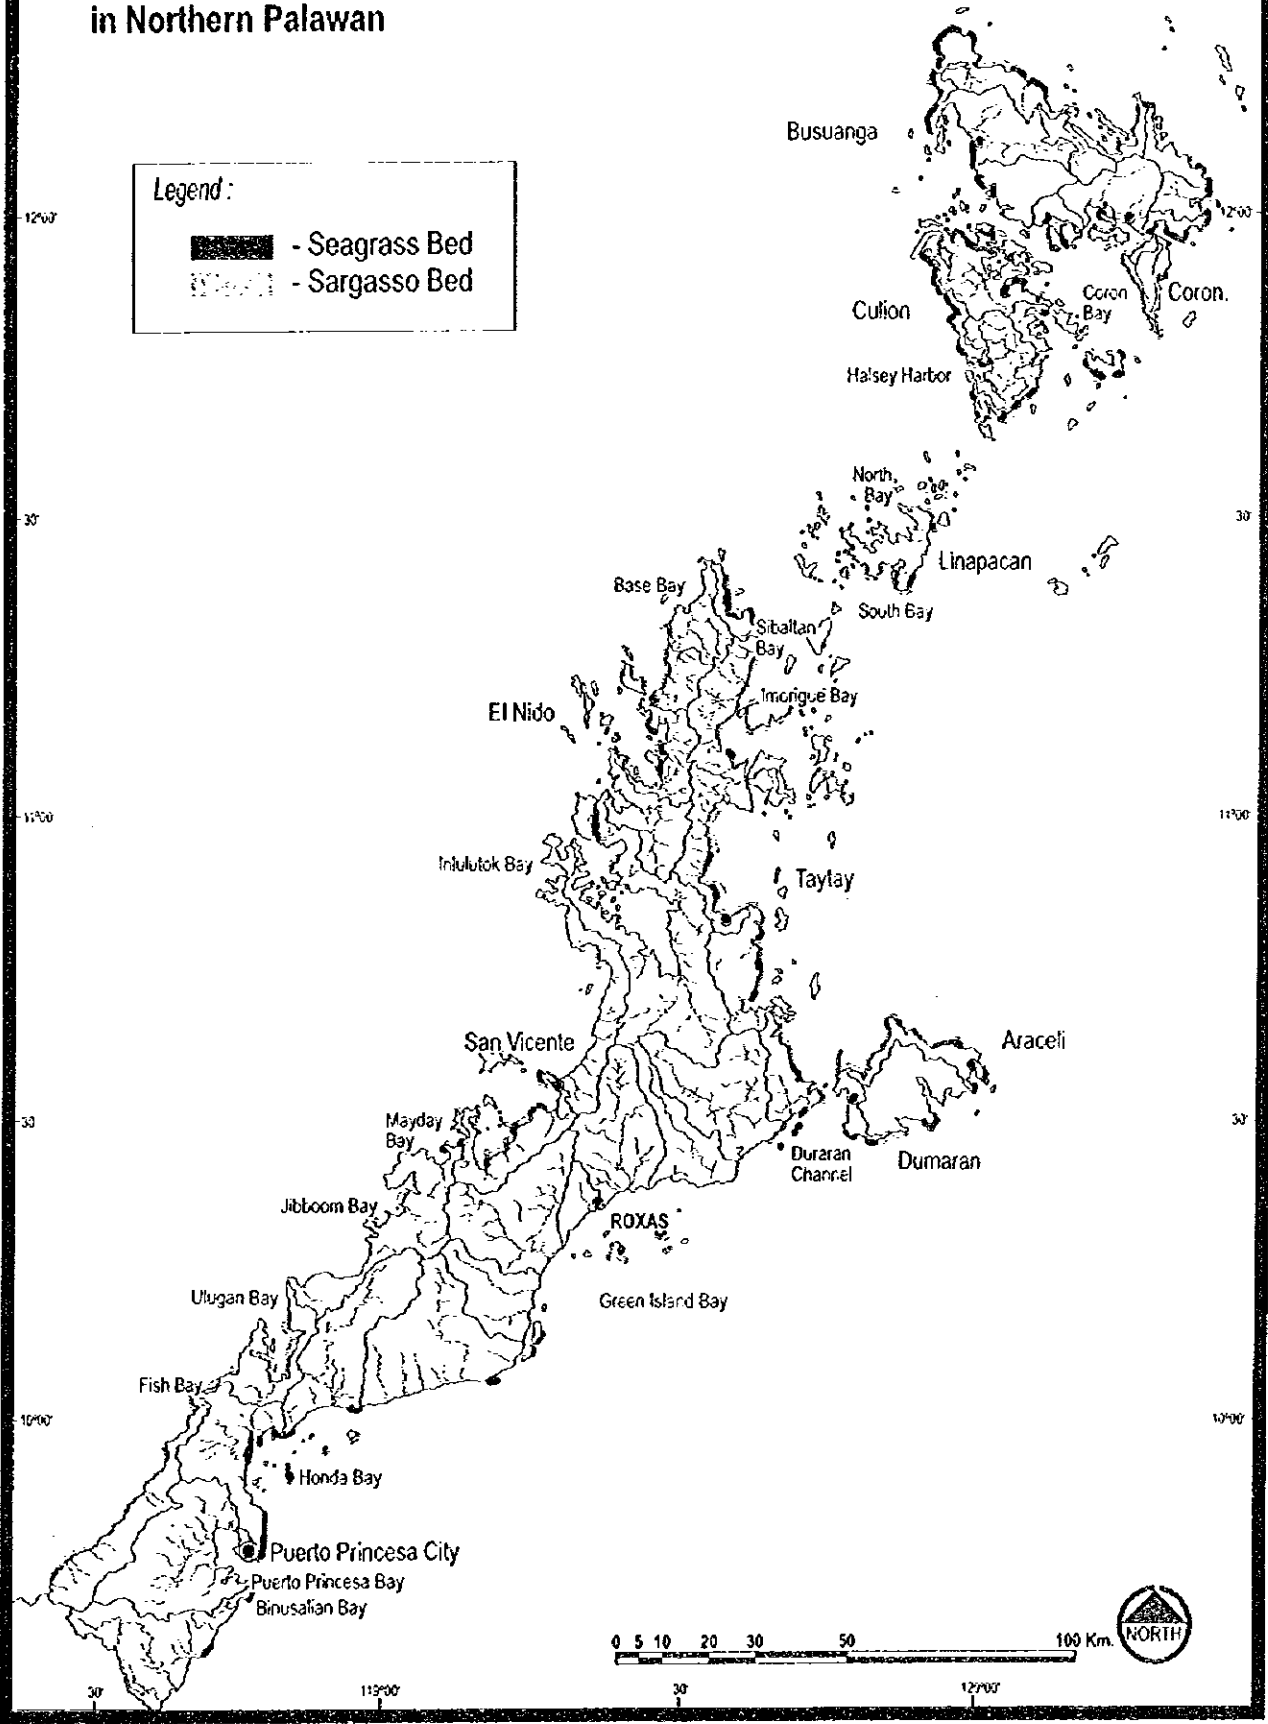 in Northern Palawan
Legend :
- Seagrass Bed
- Sargasso Bed
Busuanga
12°00'
12°00'
Culion
Coron
Bay
Coron.
Halsey Harbor
North
Bay
30'
30'
Linapacan
Base Bay
South Bay
Sibaltan
Bay
Imorigue Bay
El Nido
11°00'
11°00'
Inlulutok Bay
Taytay
San Vicente
Araceli
Mayday
Bay
30'
30'
Duraran
Channel
Dumaran
Jibboom Bay
ROXAS
Ulugan Bay
Green Island Bay
Fish Bay
10°00'
10°00'
Honda Bay
Puerto Princesa City
Puerto Princesa Bay
Binusalian Bay
0 5 10 20 30 50 100 Km.
NORTH
30' 119°00' 30' 120°00'